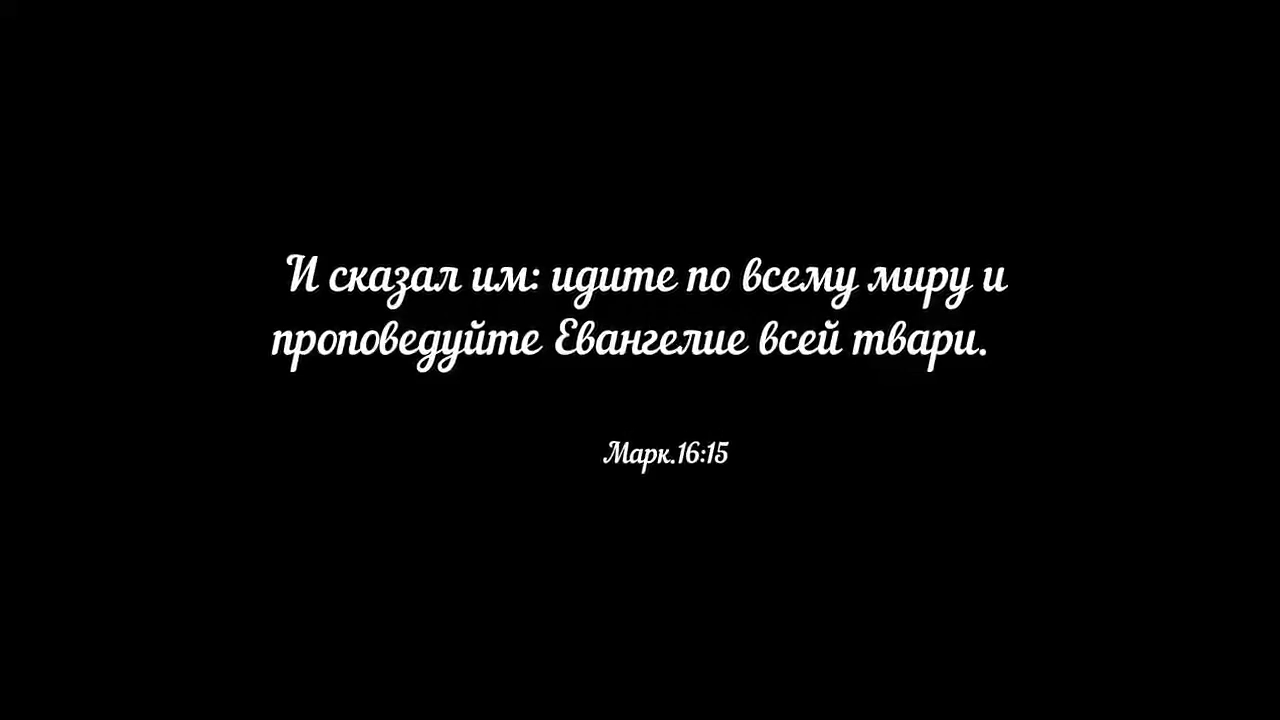 И сказал им: идите по всему миру и
проповедуйте Евангелие всей твари.
Марк.16:15